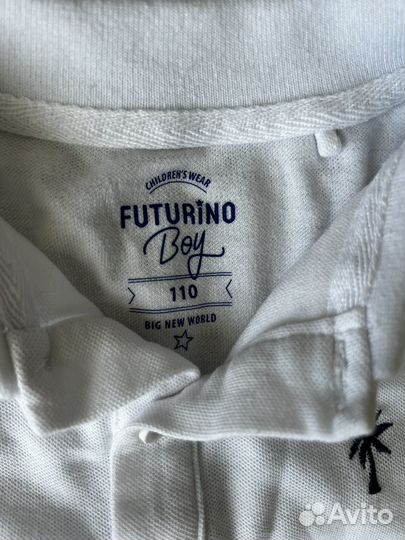 CHILDREN'S WEAR
FUTURINO
Boy
110
BIG NEW WORLD
Avito